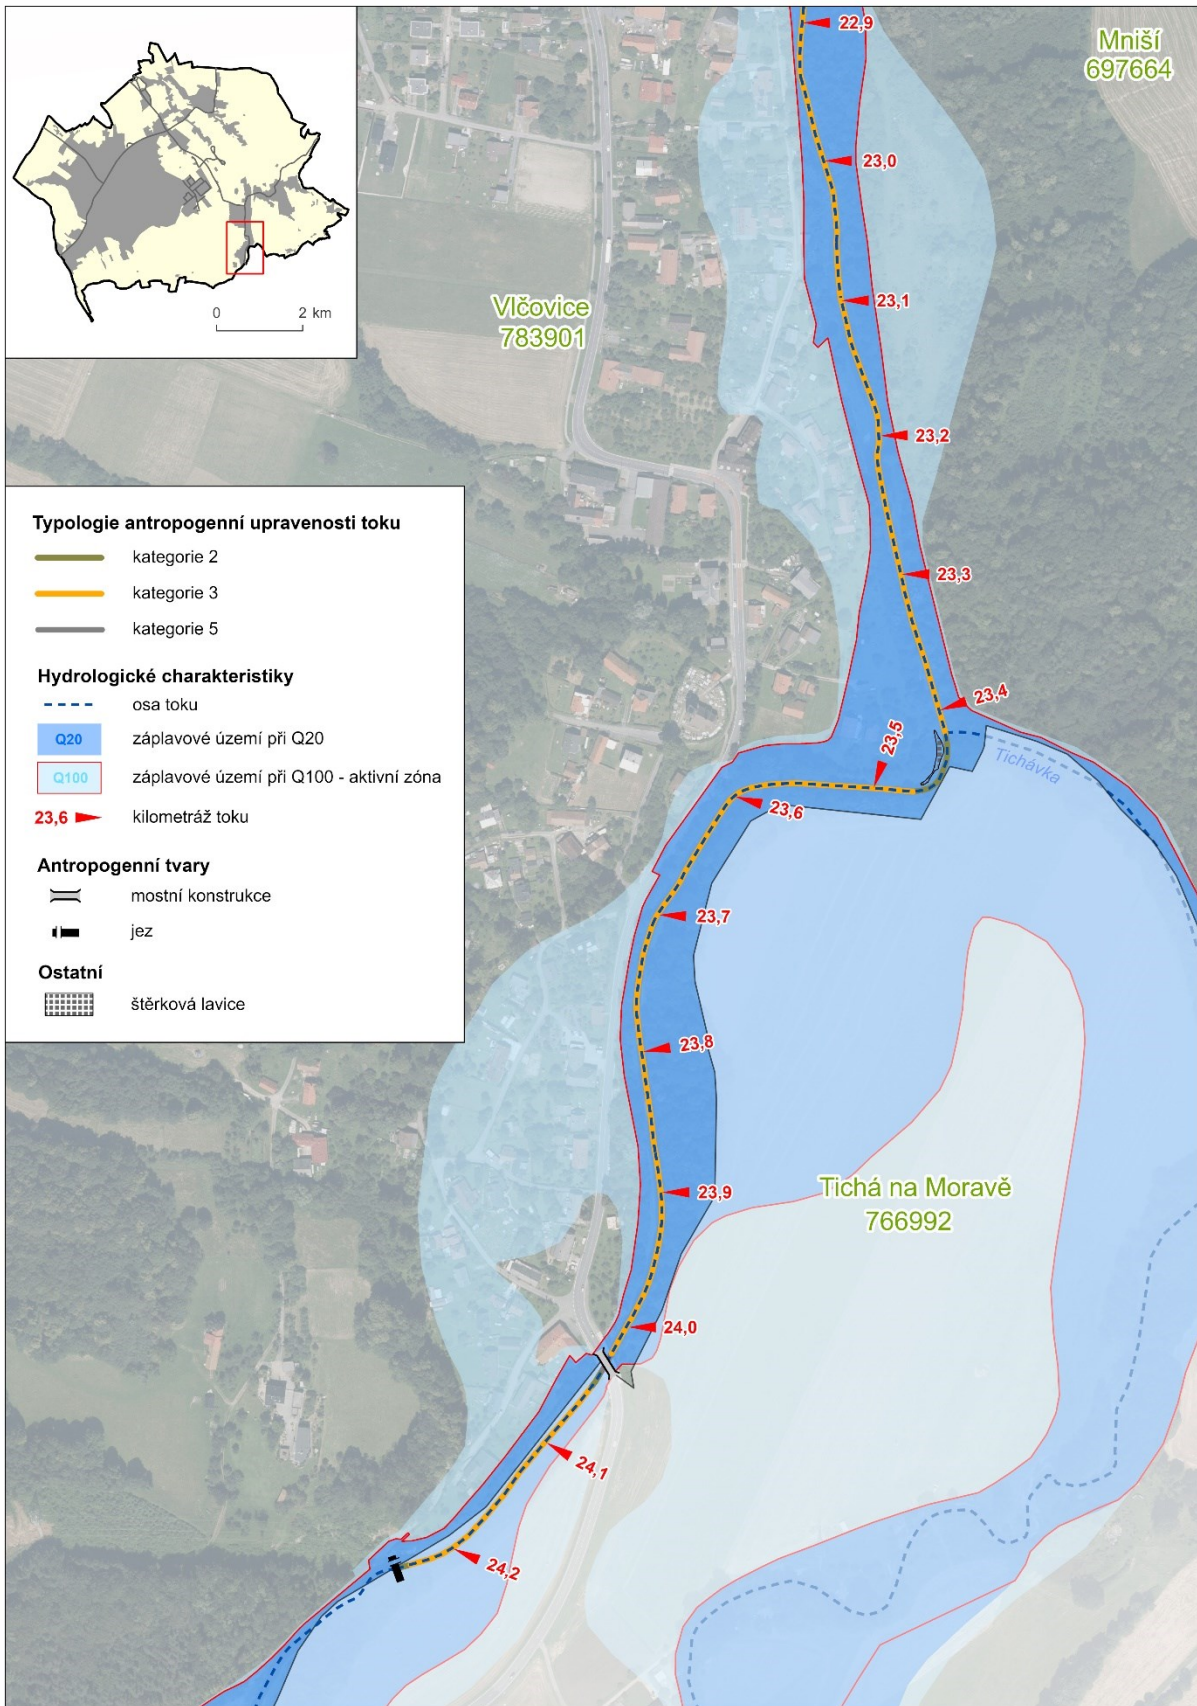 0 2 km
Mniší
697664
Vlčovice
783901
22,9
23,0
23,1
23,2
23,3
23,4
23,5
23,6
23,7
23,8
23,9
24,0
24,1
24,2
Tichávka
Tichá na Moravě
766992
Typologie antropogenní upravenosti toku
kategorie 2
kategorie 3
kategorie 5
Hydrologické charakteristiky
osa toku
Q20 záplavové území při Q20
Q100 záplavové území při Q100 - aktivní zóna
23,6 kilometráž toku
Antropogenní tvary
mostní konstrukce
jez
Ostatní
štěrková lavice